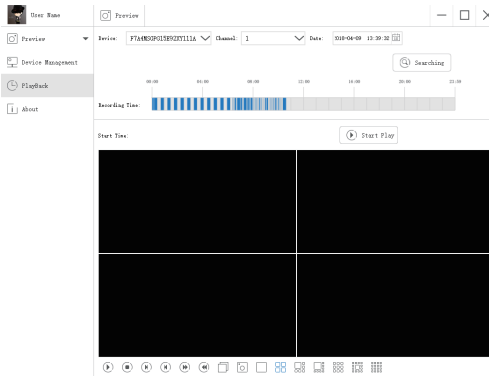 User Name
Preview
Preview
Device Management
PlayBack
About
Device:
Channel: 1
Date: 2018-04-09 13:39:32
Searching
00:00 04:00 08:00 12:00 16:00 20:00 23:59
Recording Time:
Start Time:
Start Play